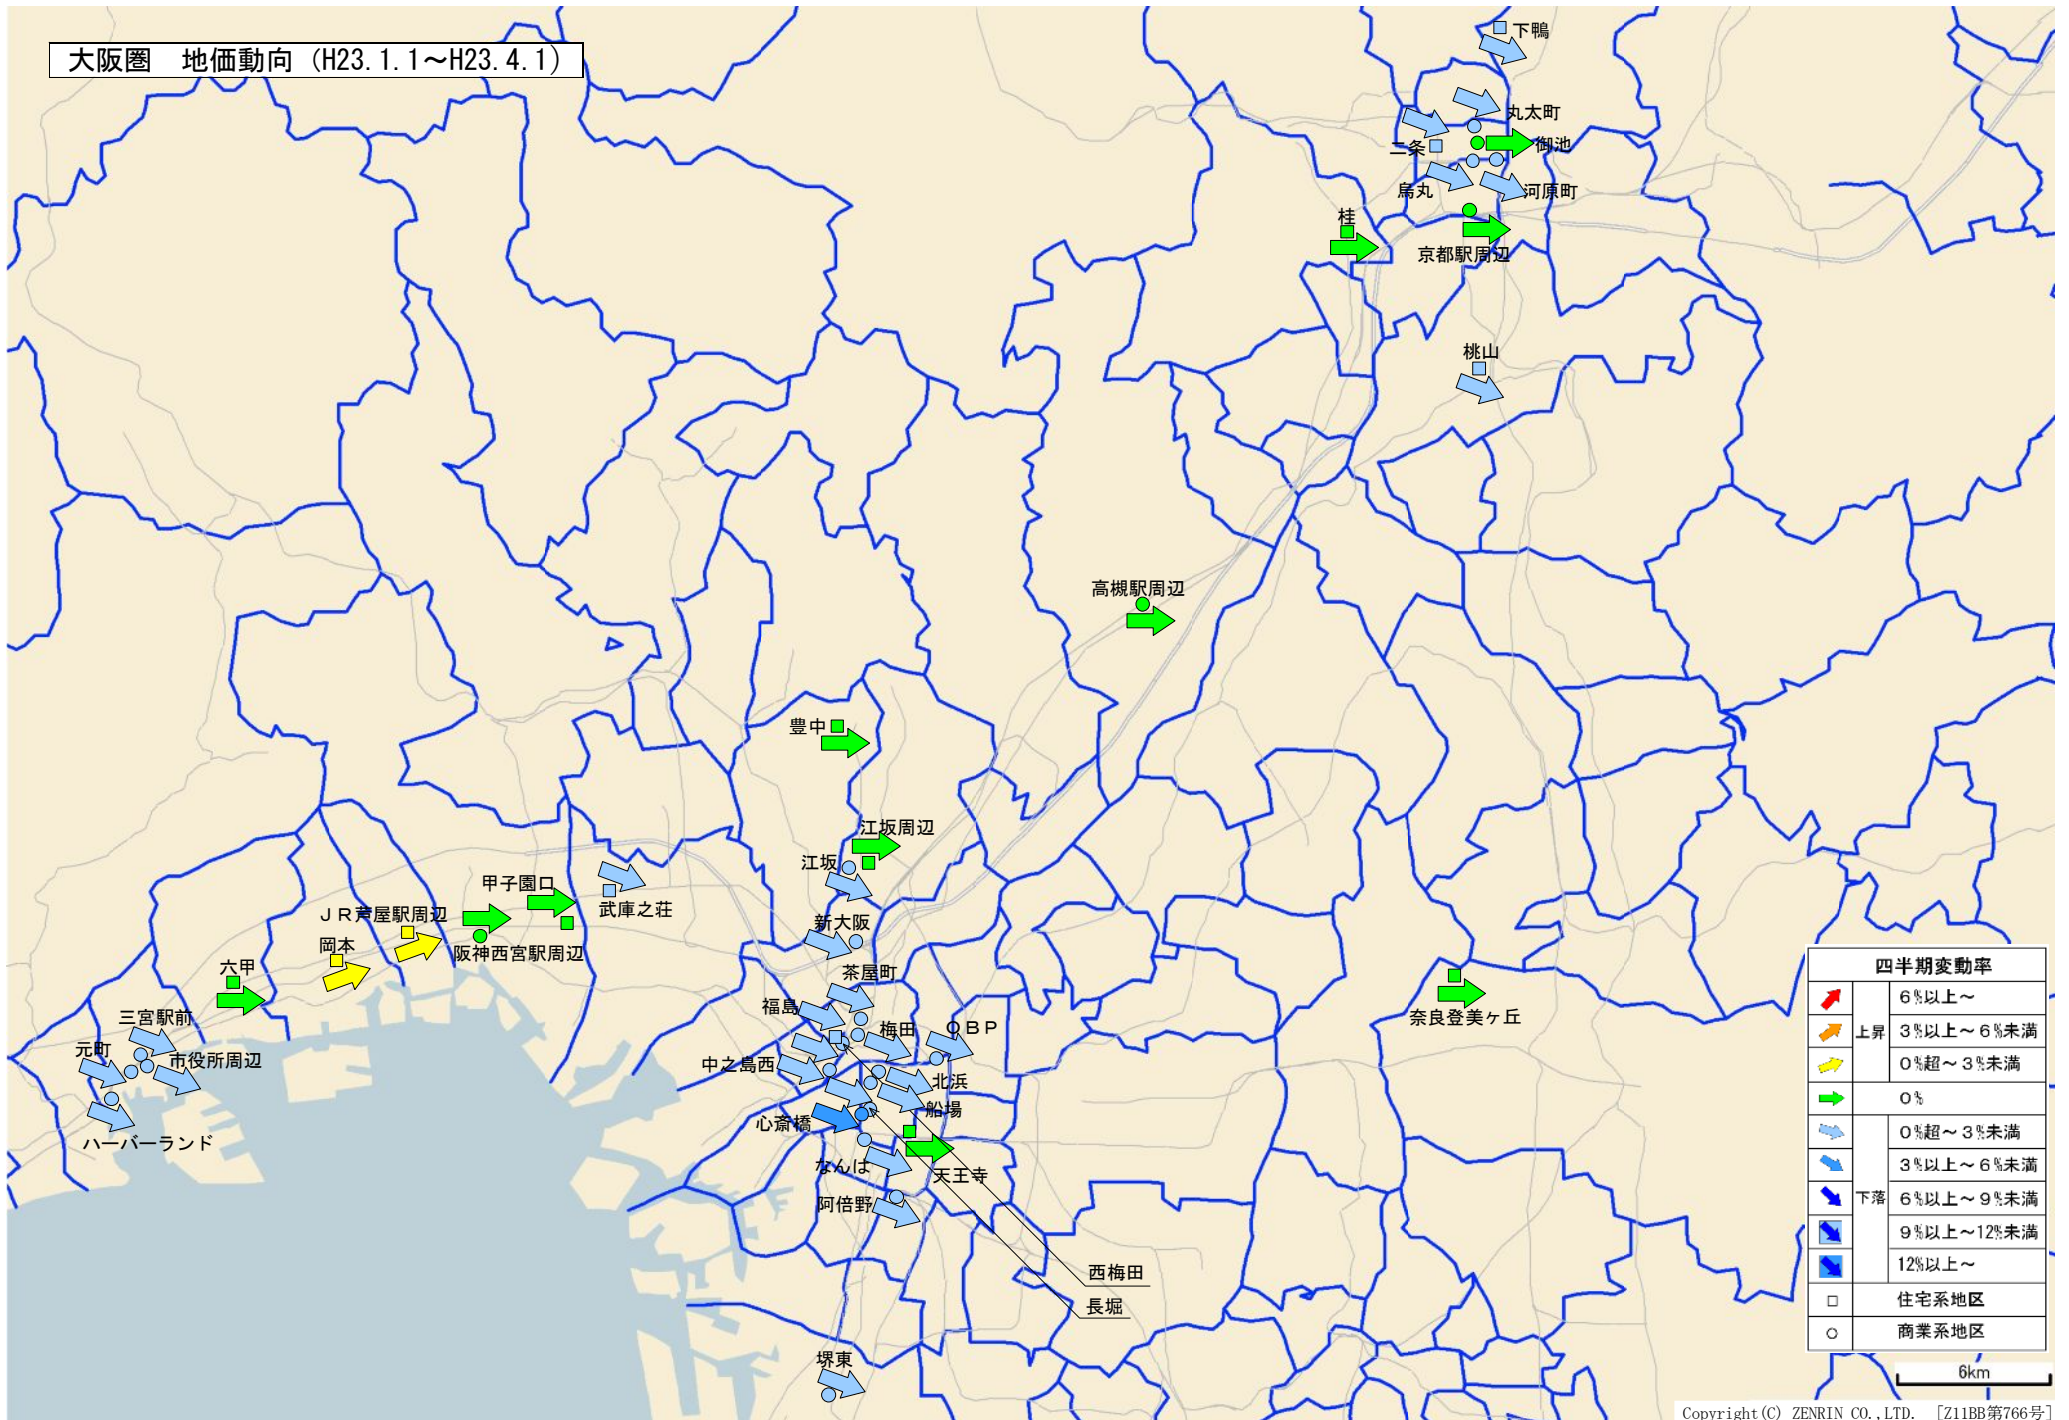 大阪圏　地価動向（H23.1.1～H23.4.1）
下鴨
丸太町
二条
御池
烏丸
河原町
桂
京都駅周辺
桃山
高槻駅周辺
豊中
江坂周辺
江坂
甲子園口
武庫之荘
ＪＲ芦屋駅周辺
新大阪
岡本
阪神西宮駅周辺
六甲
茶屋町
福島
三宮駅前
梅田
ＯＢＰ
元町
市役所周辺
中之島西
北浜
船場
心斎橋
ハーバーランド
なんば
天王寺
阿倍野
奈良登美ヶ丘
西梅田
長堀
堺東
四半期変動率
上昇
6％以上～
3％以上～6％未満
0％超～3％未満
0％
下落
0％超～3％未満
3％以上～6％未満
6％以上～9％未満
9％以上～12％未満
12％以上～
住宅系地区
商業系地区
6km
Copyright(C) ZENRIN CO.,LTD. [Z11BB第766号]